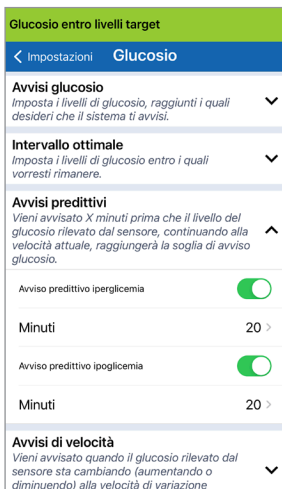 Glucosio entro livelli target
Impostazioni Glucosio
Avvisi glucosio
Imposta i livelli di glucosio, raggiunti i quali
desideri che il sistema ti avvisi.
Intervallo ottimale
Imposta i livelli di glucosio entro i quali
vorresti rimanere.
Avvisi predittivi
Vieni avvisato X minuti prima che il livello del
glucosio rilevato dal sensore, continuando alla
velocità attuale, raggiungerà la soglia di avviso
glucosio.
Avviso predittivo iperglicemia
Minuti 20
Avviso predittivo ipoglicemia
Minuti 20
Avvisi di velocità
Vieni avvisato quando il glucosio rilevato dal
sensore sta cambiando (aumentando o
diminuendo) alla velocità di variazione